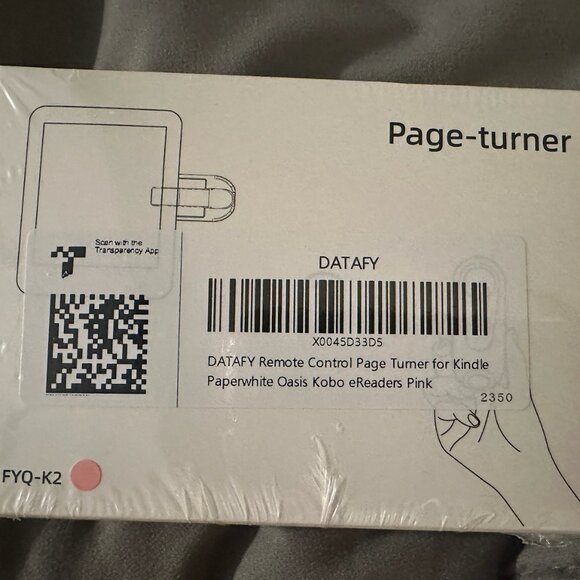 Page-turner
Scan with the
Transparency App
DATAFY
X0045D33D5
DATAFY Remote Control Page Turner for Kindle
Paperwhite Oasis Kobo eReaders Pink
2350
FYQ-K2